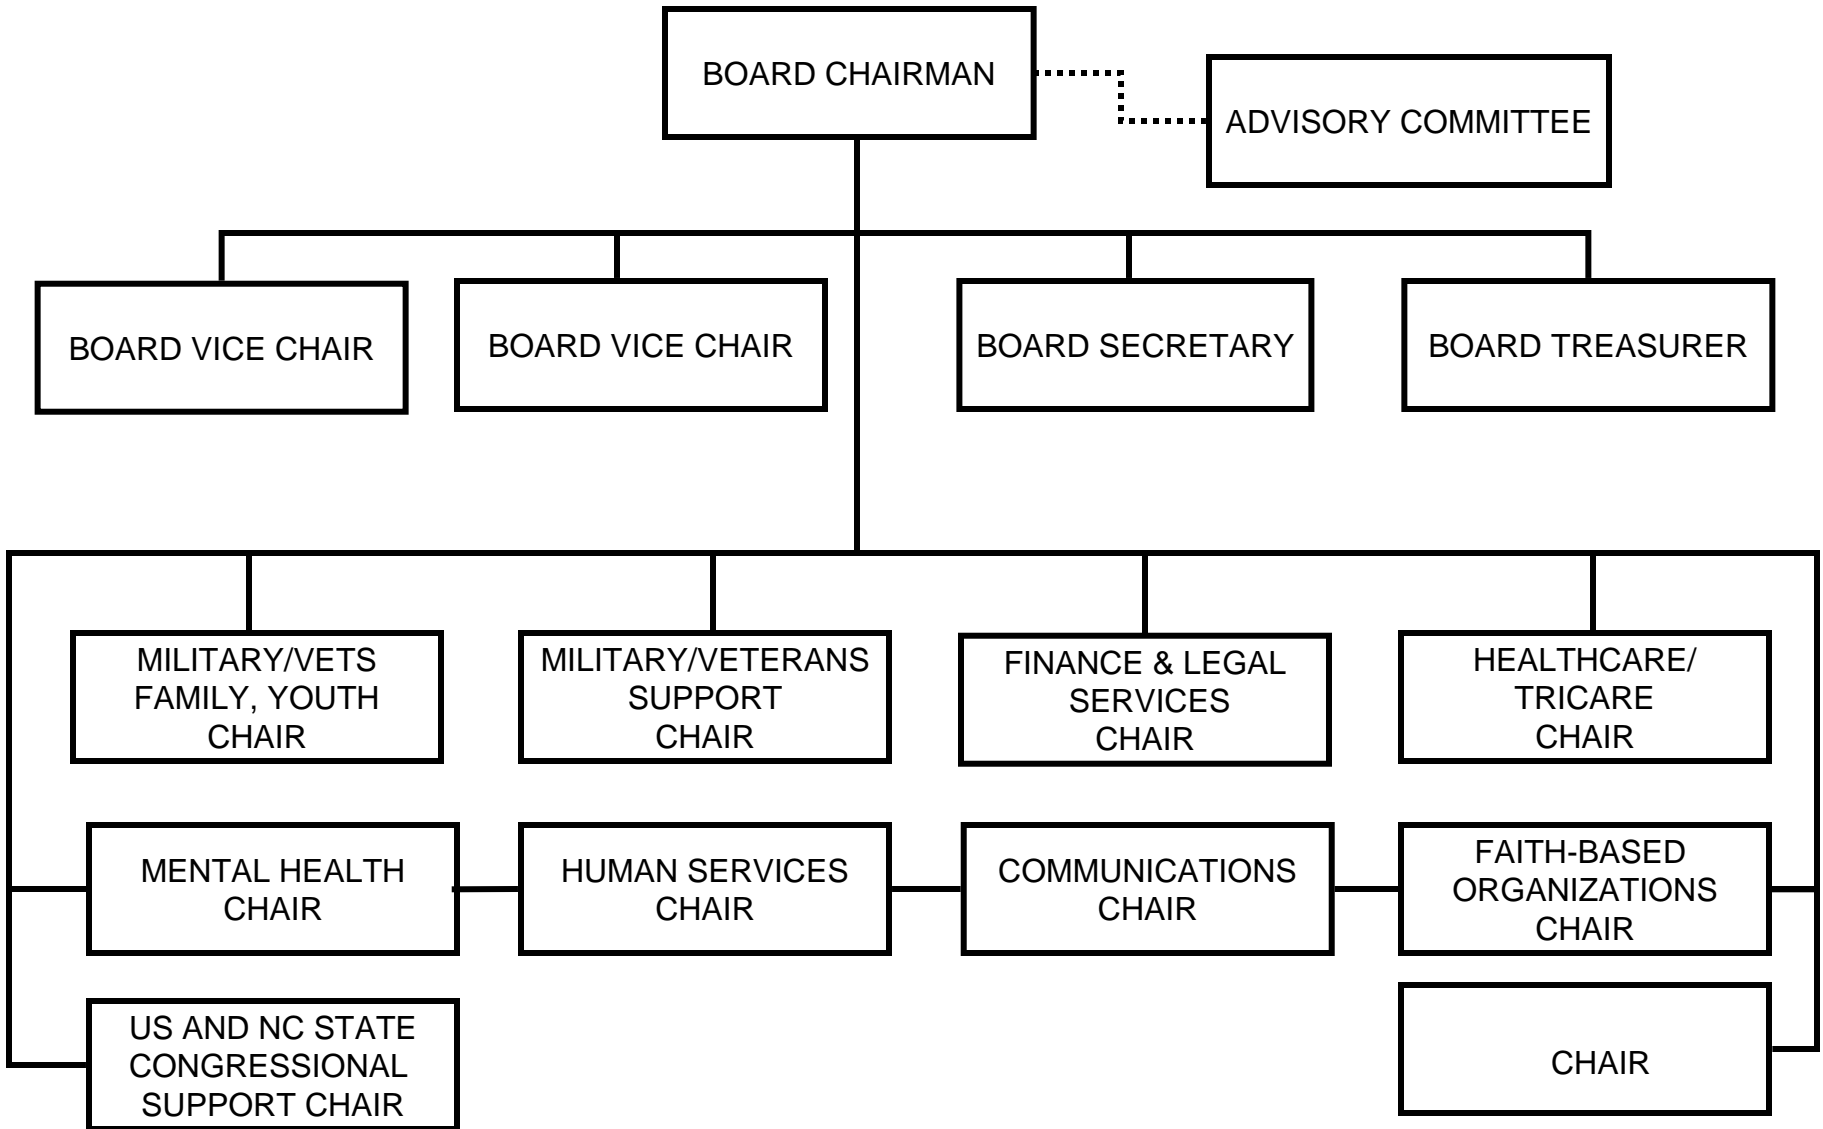 BOARD CHAIRMAN
ADVISORY COMMITTEE
BOARD VICE CHAIR
BOARD VICE CHAIR
BOARD SECRETARY
BOARD TREASURER
MILITARY/VETS
FAMILY, YOUTH
CHAIR
MILITARY/VETERANS
SUPPORT
CHAIR
FINANCE & LEGAL
SERVICES
CHAIR
HEALTHCARE/
TRICARE
CHAIR
MENTAL HEALTH
CHAIR
HUMAN SERVICES
CHAIR
COMMUNICATIONS
CHAIR
FAITH-BASED
ORGANIZATIONS
CHAIR
US AND NC STATE
CONGRESSIONAL
SUPPORT CHAIR
CHAIR